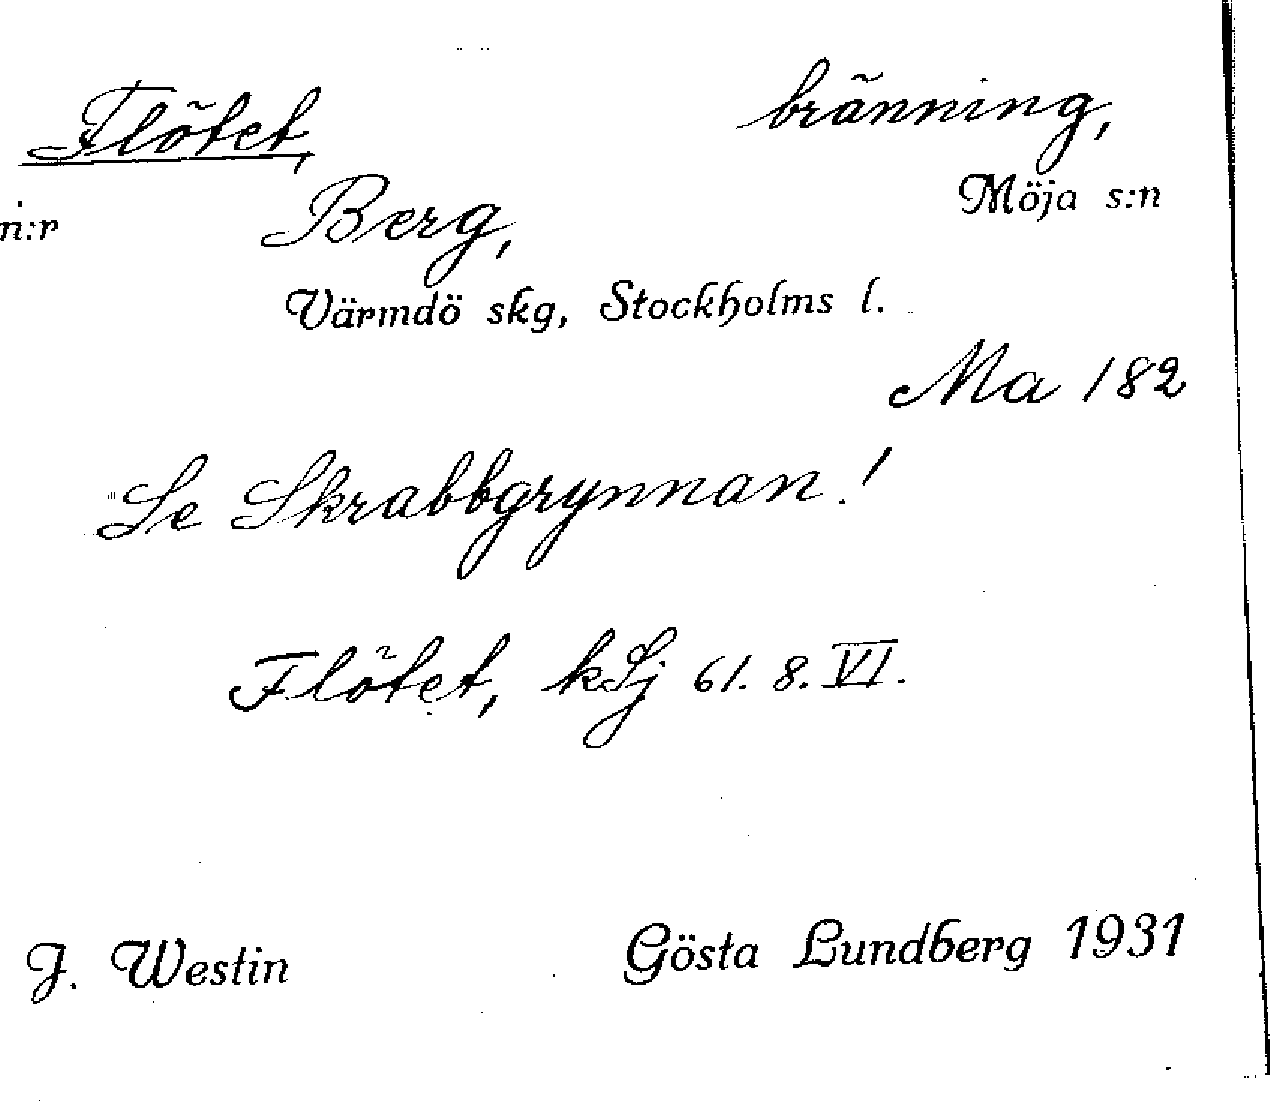 Flötet, bränning,
n:r Berg, Möja s:n
Värmdö skg, Stockholms l.
Ma 182
Se Skrabbgrynnan!
Flötet, kSj 61. 8. VI.
J. Westin Gösta Lundberg 1931